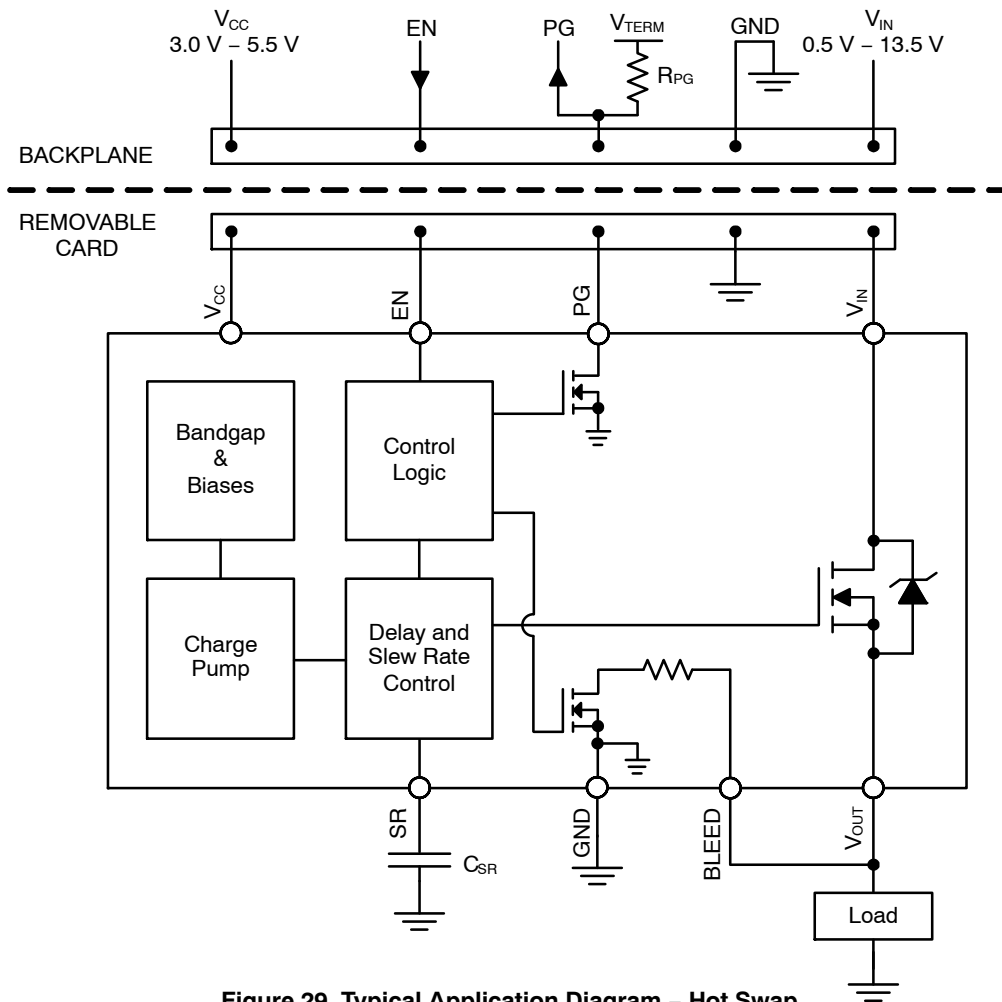 VCC
3.0 V – 5.5 V
EN
PG
VTERM
RPG
GND
VIN
0.5 V – 13.5 V
BACKPLANE
REMOVABLE
CARD
VCC
EN
PG
VIN
Bandgap
&
Biases
Control
Logic
Charge
Pump
Delay and
Slew Rate
Control
SR
GND
BLEED
VOUT
CSR
Load
Figure 29. Typical Application Diagram – Hot Swap